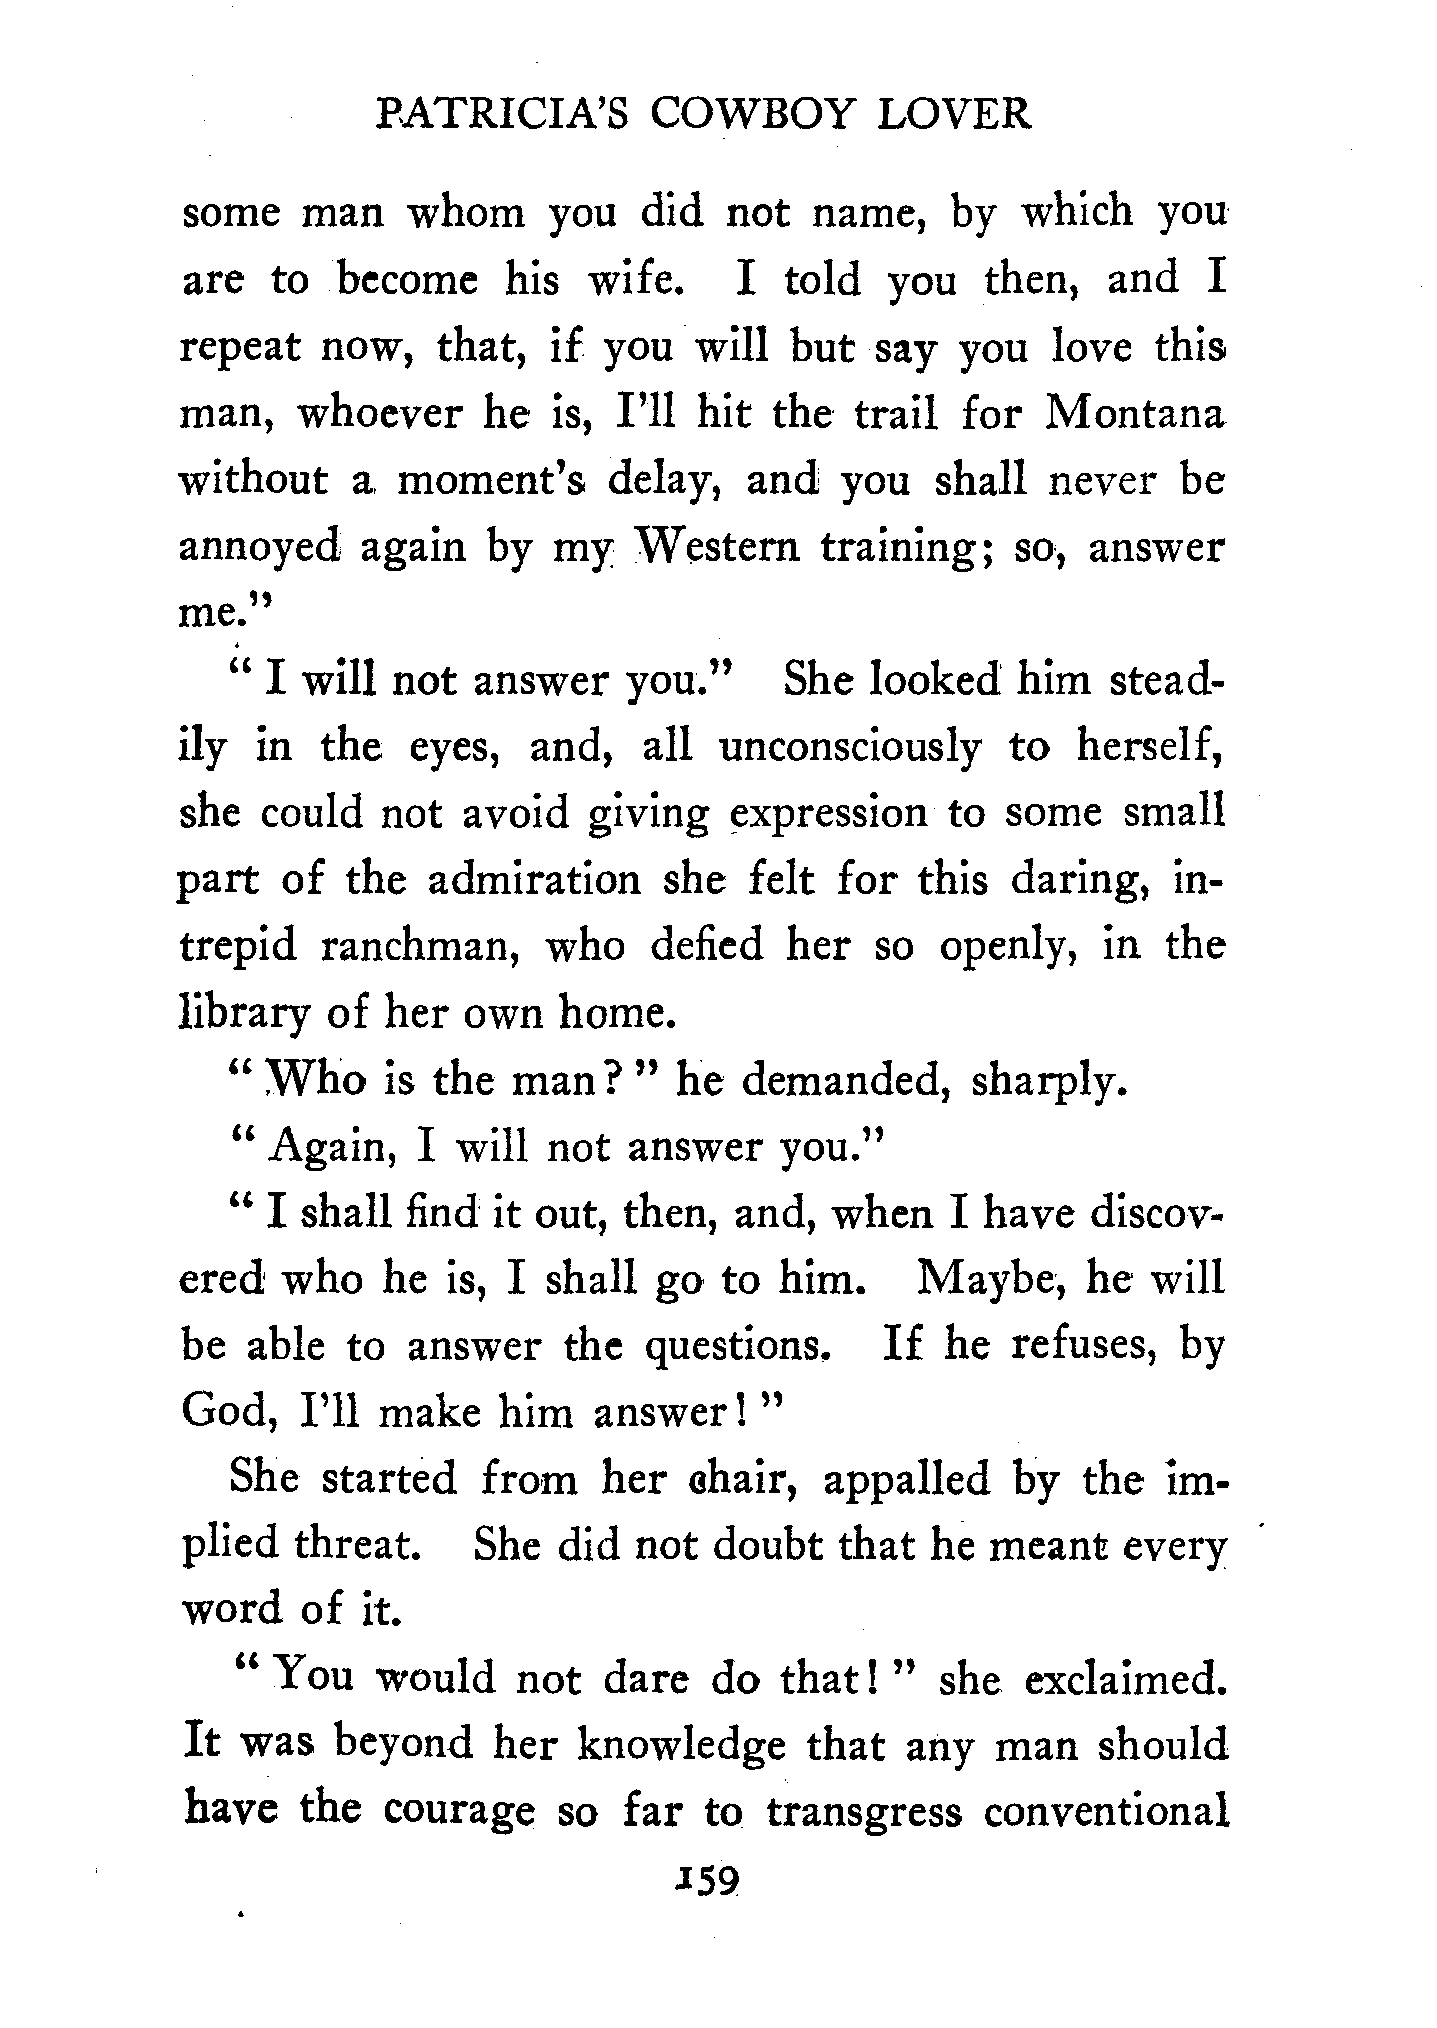 PATRICIA'S COWBOY LOVER
some man whom you did not name, by which you
are to become his wife. I told you then, and I
repeat now, that, if you will but say you love this
man, whoever he is, I'll hit the trail for Montana
without a moment's delay, and you shall never be
annoyed again by my Western training; so, answer
me."
" I will not answer you." She looked him stead-
ily in the eyes, and, all unconsciously to herself,
she could not avoid giving expression to some small
part of the admiration she felt for this daring, in-
trepid ranchman, who defied her so openly, in the
library of her own home.
" Who is the man? " he demanded, sharply.
" Again, I will not answer you."
" I shall find it out, then, and, when I have discov-
ered who he is, I shall go to him. Maybe, he will
be able to answer the questions. If he refuses, by
God, I'll make him answer! "
She started from her chair, appalled by the im-
plied threat. She did not doubt that he meant every
word of it.
" You would not dare do that! " she exclaimed.
It was beyond her knowledge that any man should
have the courage so far to transgress conventional
159